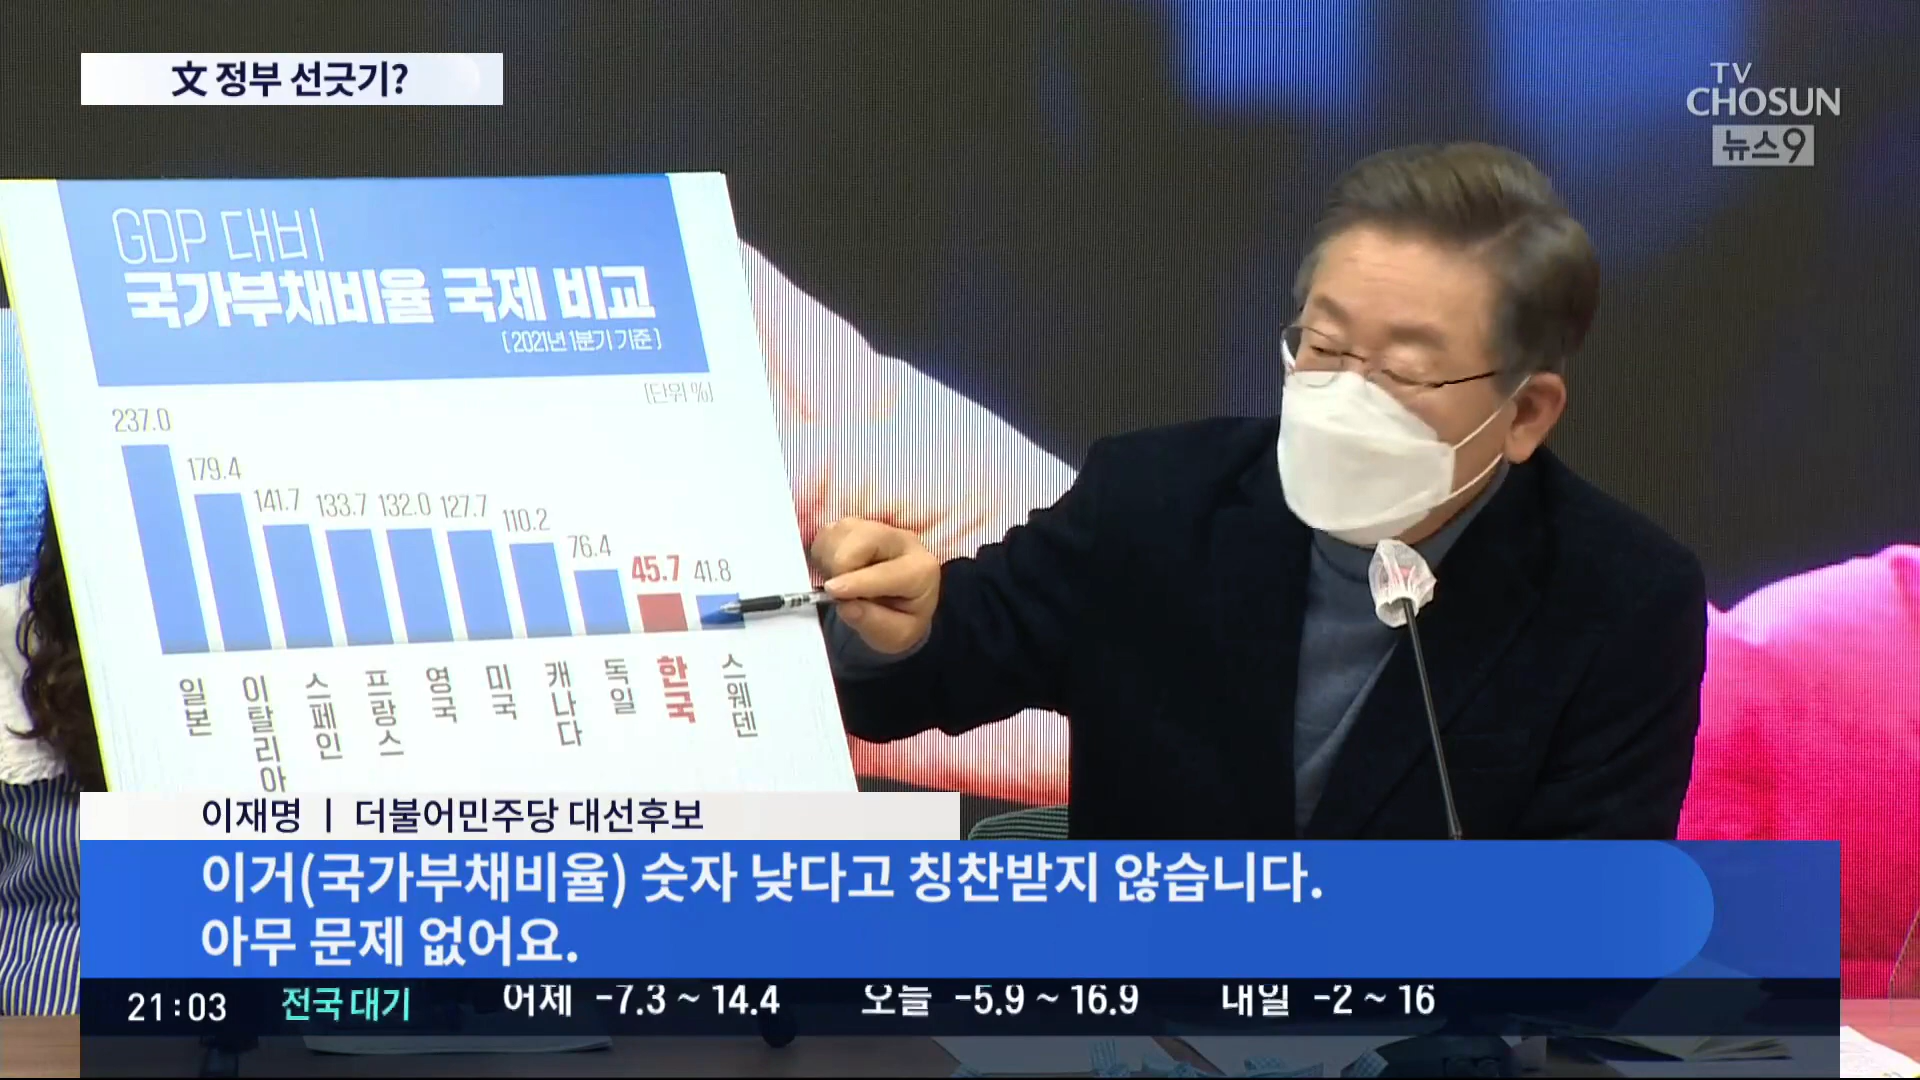 文 정부 선긋기?
TV
CHOSUN
뉴스9
GDP 대비
국가부채비율 국제 비교
[2021년 1분기 기준]
[단위 %]
237.0
179.4
141.7
133.7
132.0
127.7
110.2
76.4
45.7
41.8
일본
이탈리아
스페인
프랑스
영국
미국
캐나다
독일
한국
스웨덴
이재명 | 더불어민주당 대선후보
이거(국가부채비율) 숫자 낮다고 칭찬받지 않습니다.
아무 문제 없어요.
21:03 전국 대기 어제 -7.3 ~ 14.4 오늘 -5.9 ~ 16.9 내일 -2 ~ 16